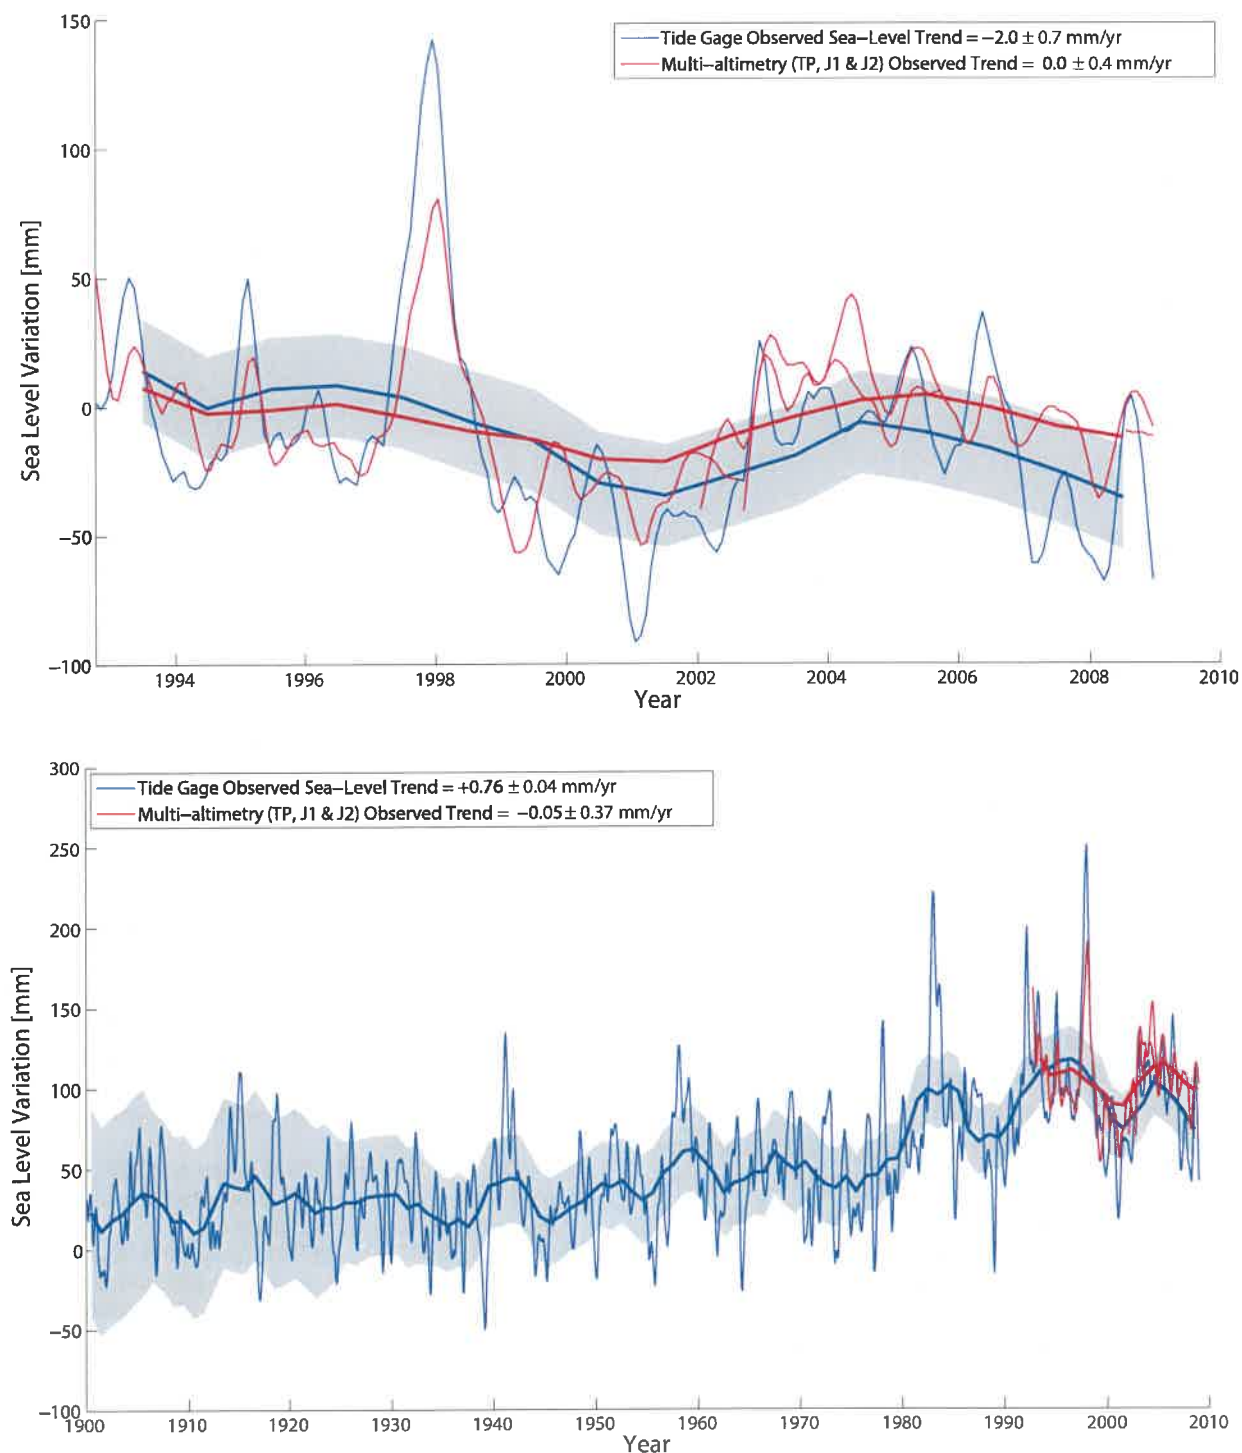 150
100
50
0
−50
−100
Sea Level Variation [mm]
Tide Gage Observed Sea−Level Trend = −2.0 ± 0.7 mm/yr
Multi−altimetry (TP, J1 & J2) Observed Trend = 0.0 ± 0.4 mm/yr
1994 1996 1998 2000 2002 2004 2006 2008 2010
Year
300
250
200
150
100
50
0
−50
−100
Sea Level Variation [mm]
Tide Gage Observed Sea−Level Trend = +0.76 ± 0.04 mm/yr
Multi−altimetry (TP, J1 & J2) Observed Trend = −0.05 ± 0.37 mm/yr
1900 1910 1920 1930 1940 1950 1960 1970 1980 1990 2000 2010
Year